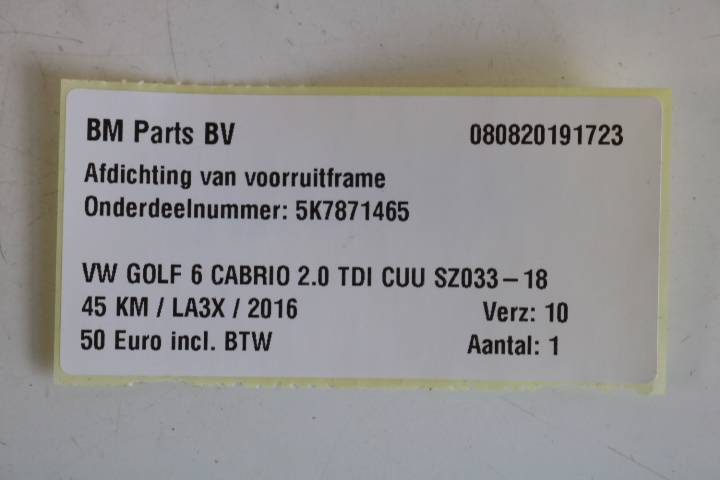 BM Parts BV 080820191723
Afdichting van voorruitframe
Onderdeelnummer: 5K7871465
VW GOLF 6 CABRIO 2.0 TDI CUU SZ033-18
45 KM / LA3X / 2016 Verz: 10
50 Euro incl. BTW Aantal: 1